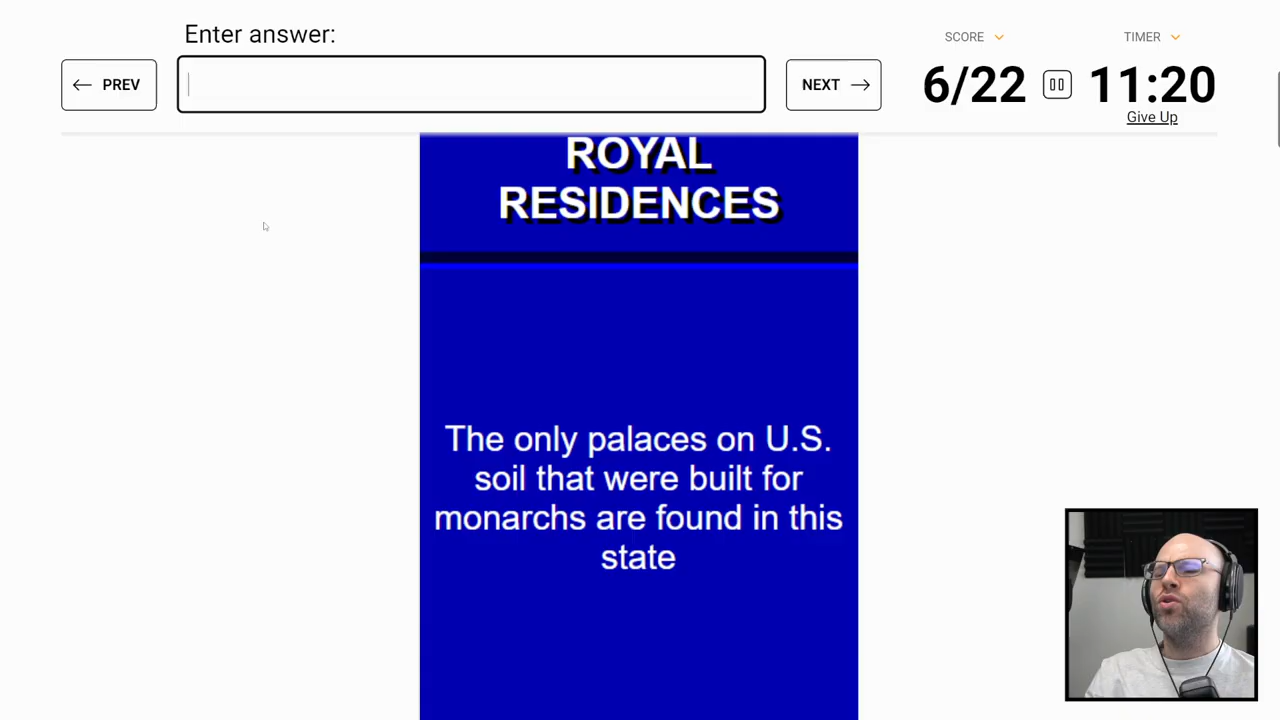 Enter answer:
SCORE
TIMER
PREV
NEXT
6/22
11:20
Give Up
ROYAL
RESIDENCES
The only palaces on U.S.
soil that were built for
monarchs are found in this
state